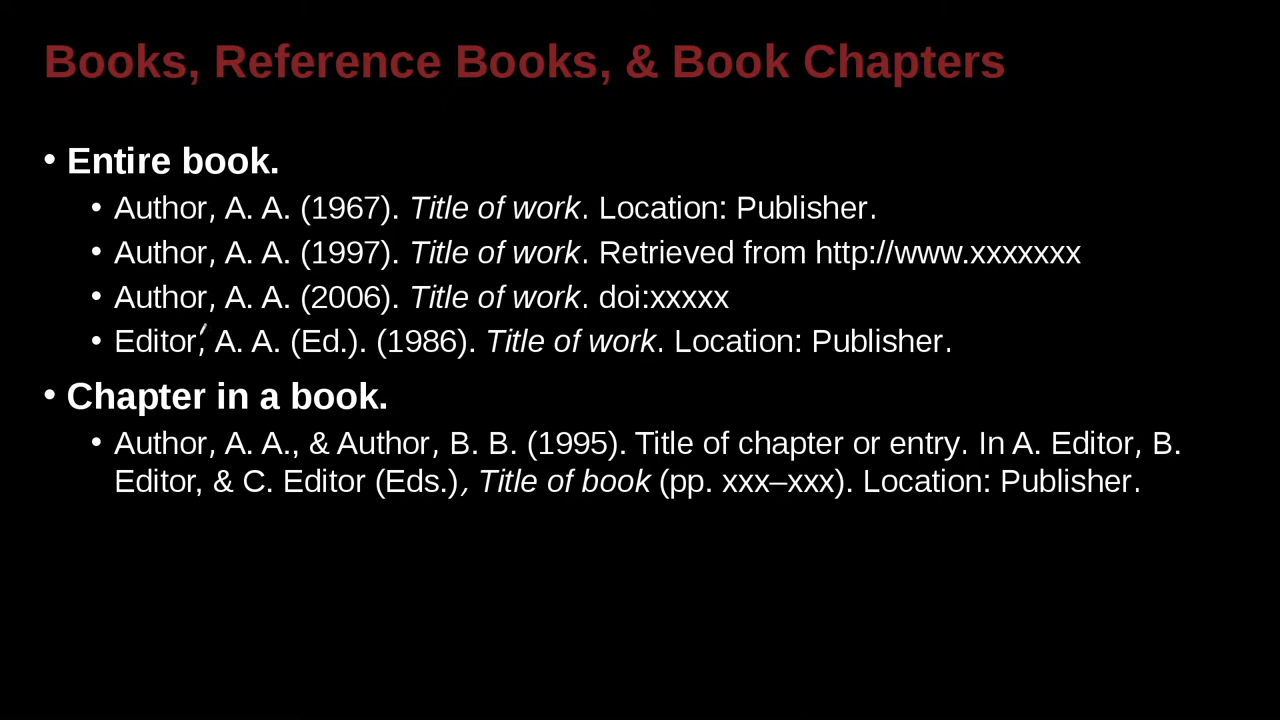 Books, Reference Books, & Book Chapters
• Entire book.
• Author, A. A. (1967). Title of work. Location: Publisher.
• Author, A. A. (1997). Title of work. Retrieved from http://www.xxxxxxx
• Author, A. A. (2006). Title of work. doi:xxxxx
• Editor, A. A. (Ed.). (1986). Title of work. Location: Publisher.
• Chapter in a book.
• Author, A. A., & Author, B. B. (1995). Title of chapter or entry. In A. Editor, B.
Editor, & C. Editor (Eds.), Title of book (pp. xxx–xxx). Location: Publisher.